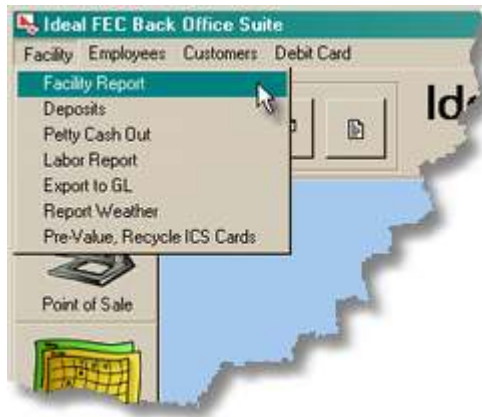 Ideal FEC Back Office Suite
Facility Employees Customers Debit Card
Facility Report
Deposits
Petty Cash Out
Labor Report
Export to GL
Report Weather
Pre-Value, Recycle ICS Cards
Point of Sale